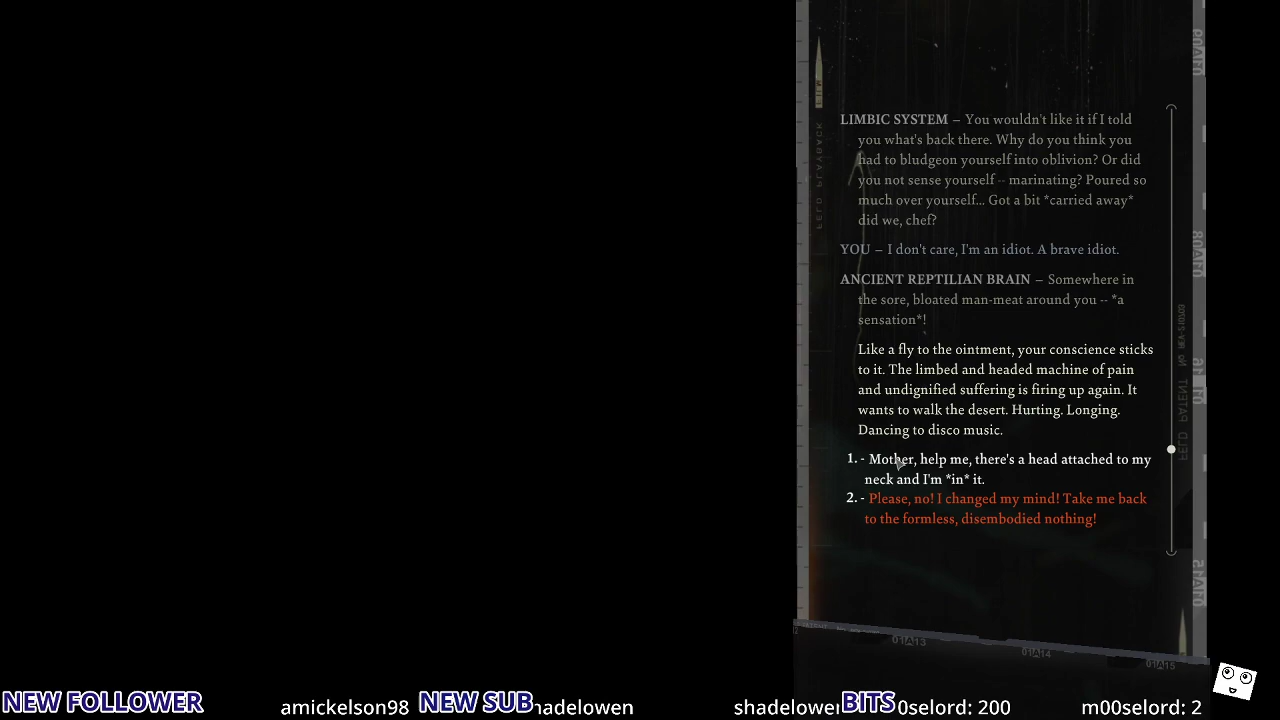 LIMBIC SYSTEM – You wouldn't like it if I told
you what's back there. Why do you think you
had to bludgeon yourself into oblivion? Or did
you not sense yourself -- marinating? Poured so
much over yourself... Got a bit *carried away*
did we, chef?
YOU – I don't care, I'm an idiot. A brave idiot.
ANCIENT REPTILIAN BRAIN – Somewhere in
the sore, bloated man-meat around you -- *a
sensation*!
Like a fly to the ointment, your conscience sticks
to it. The limbed and headed machine of pain
and undignified suffering is firing up again. It
wants to walk the desert. Hurting. Longing.
Dancing to disco music.
1. - Mother, help me, there's a head attached to my
neck and I'm *in* it.
2. - Please, no! I changed my mind! Take me back
to the formless, disembodied nothing!
FELD PLAYBACK
01A13
01A14
01A15
NEW FOLLOWER amickelson98 NEW SUB hadelowen shadelower BITS 0selord: 200 m00selord: 2